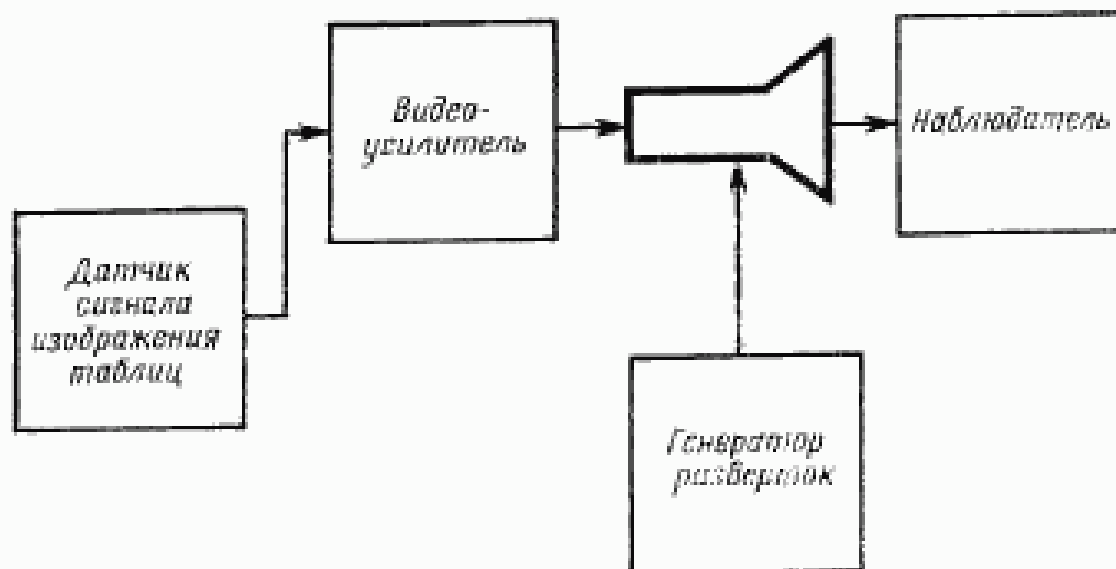 Видео-
усилитель
Наблюдатель
Датчик
сигнала
изображения
таблиц
Генератор
разверток